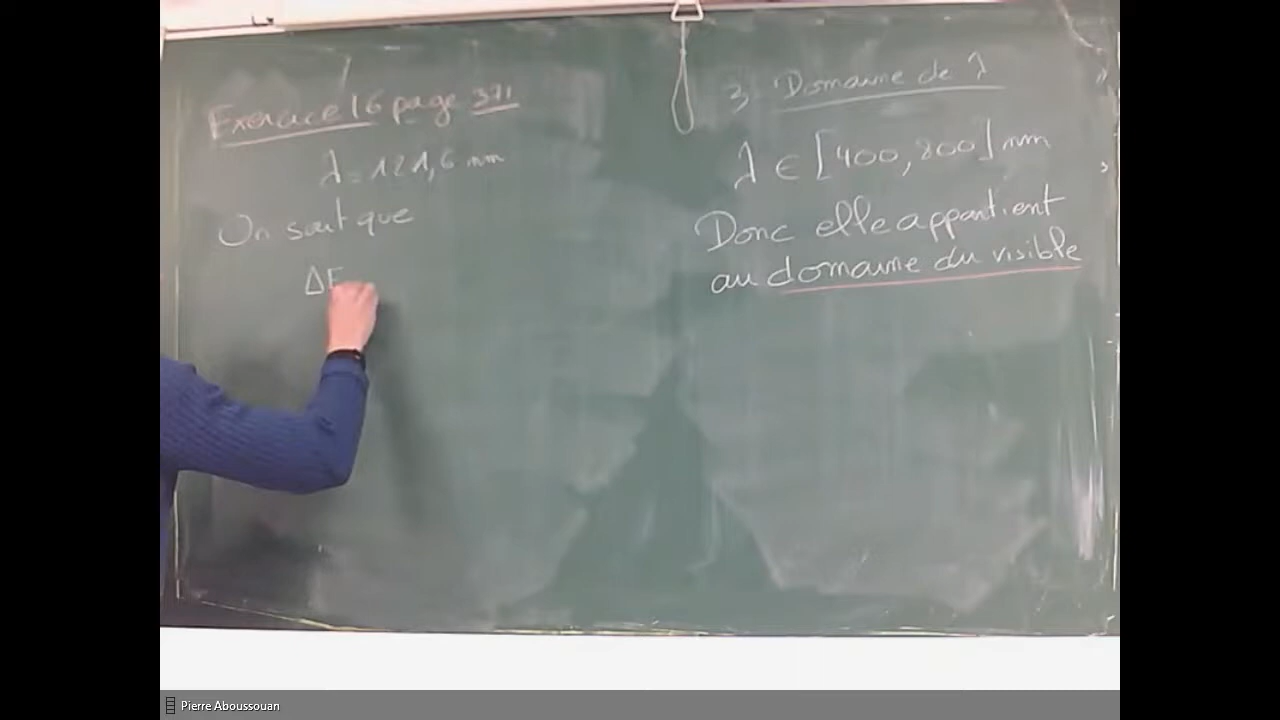 Exercice 16 page 371
λ = 121,6 nm
On sait que
ΔE
3 Domaine de λ
λ ∈ [400, 800] nm
Donc elle appartient
au domaine du visible
Pierre Aboussouan